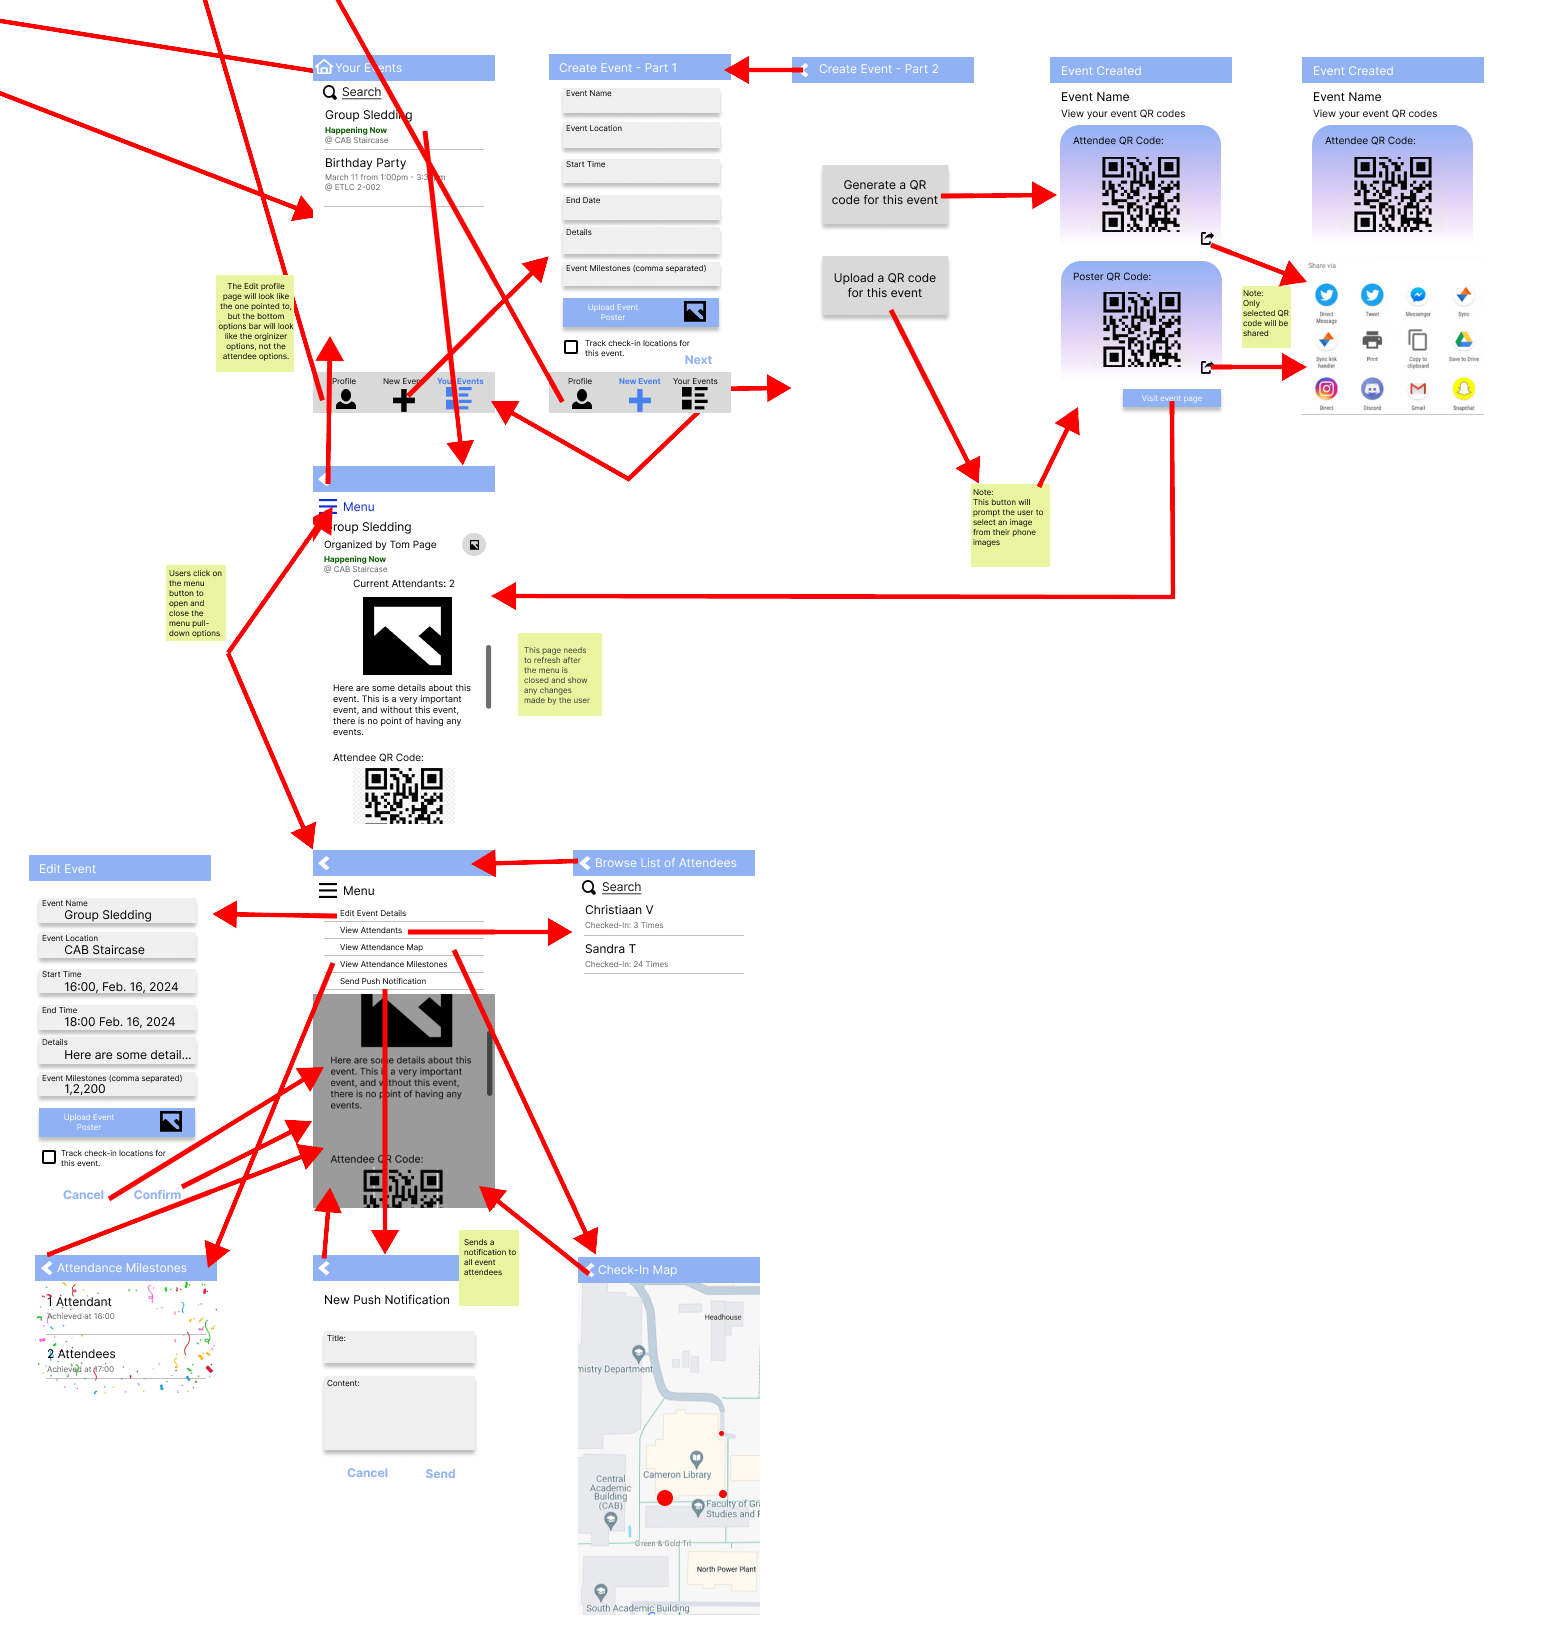 Your Events
Search
Group Sledding
Happening Now
@ CAB Staircase
Birthday Party
March 11 from 1:00pm - 3:30pm
@ ETLC 2-002
Profile
New Event
Your Events
The Edit profile
page will look like
the one pointed to,
but the bottom
options bar will look
like the orginizer
options, not the
attendee options.
Create Event - Part 1
Event Name
Event Location
Start Time
End Date
Details
Event Milestones (comma separated)
Upload Event
Poster
Track check-in locations for
this event.
Next
Profile
New Event
Your Events
Create Event - Part 2
Generate a QR
code for this event
Upload a QR code
for this event
Note:
This button will
prompt the user to
select an image
from their phone
images
Event Created
Event Name
View your event QR codes
Attendee QR Code:
Poster QR Code:
Visit event page
Note:
Only
selected QR
code will be
shared
Event Created
Event Name
View your event QR codes
Attendee QR Code:
Share via
Direct
Message
Tweet
Messenger
Sync
Sync link
handler
Print
Copy to
clipboard
Save to Drive
Direct
Discord
Gmail
Snapchat
Menu
Group Sledding
Organized by Tom Page
Happening Now
@ CAB Staircase
Current Attendants: 2
Here are some details about this
event. This is a very important
event, and without this event,
there is no point of having any
events.
Attendee QR Code:
Users click on
the menu
button to
open and
close the
menu pull-
down options
This page needs
to refresh after
the menu is
closed and show
any changes
made by the user
Edit Event
Event Name
Group Sledding
Event Location
CAB Staircase
Start Time
16:00, Feb. 16, 2024
End Time
18:00 Feb. 16, 2024
Details
Here are some detail...
Event Milestones (comma separated)
1,2,200
Upload Event
Poster
Track check-in locations for
this event.
Cancel
Confirm
Menu
Edit Event Details
View Attendants
View Attendance Map
View Attendance Milestones
Send Push Notification
Here are some details about this
event. This is a very important
event, and without this event,
there is no point of having any
events.
Attendee QR Code:
Browse List of Attendees
Search
Christiaan V
Checked-In: 3 Times
Sandra T
Checked-In: 24 Times
Attendance Milestones
1 Attendant
Achieved at 16:00
2 Attendees
Achieved at 17:00
Sends a
notification to
all event
attendees
New Push Notification
Title:
Content:
Cancel
Send
Check-In Map
Headhouse
mistry Department
Cameron Library
Central
Academic
Building
(CAB)
Faculty of Gra
Studies and R
Green & Gold Trl
North Power Plant
South Academic Building